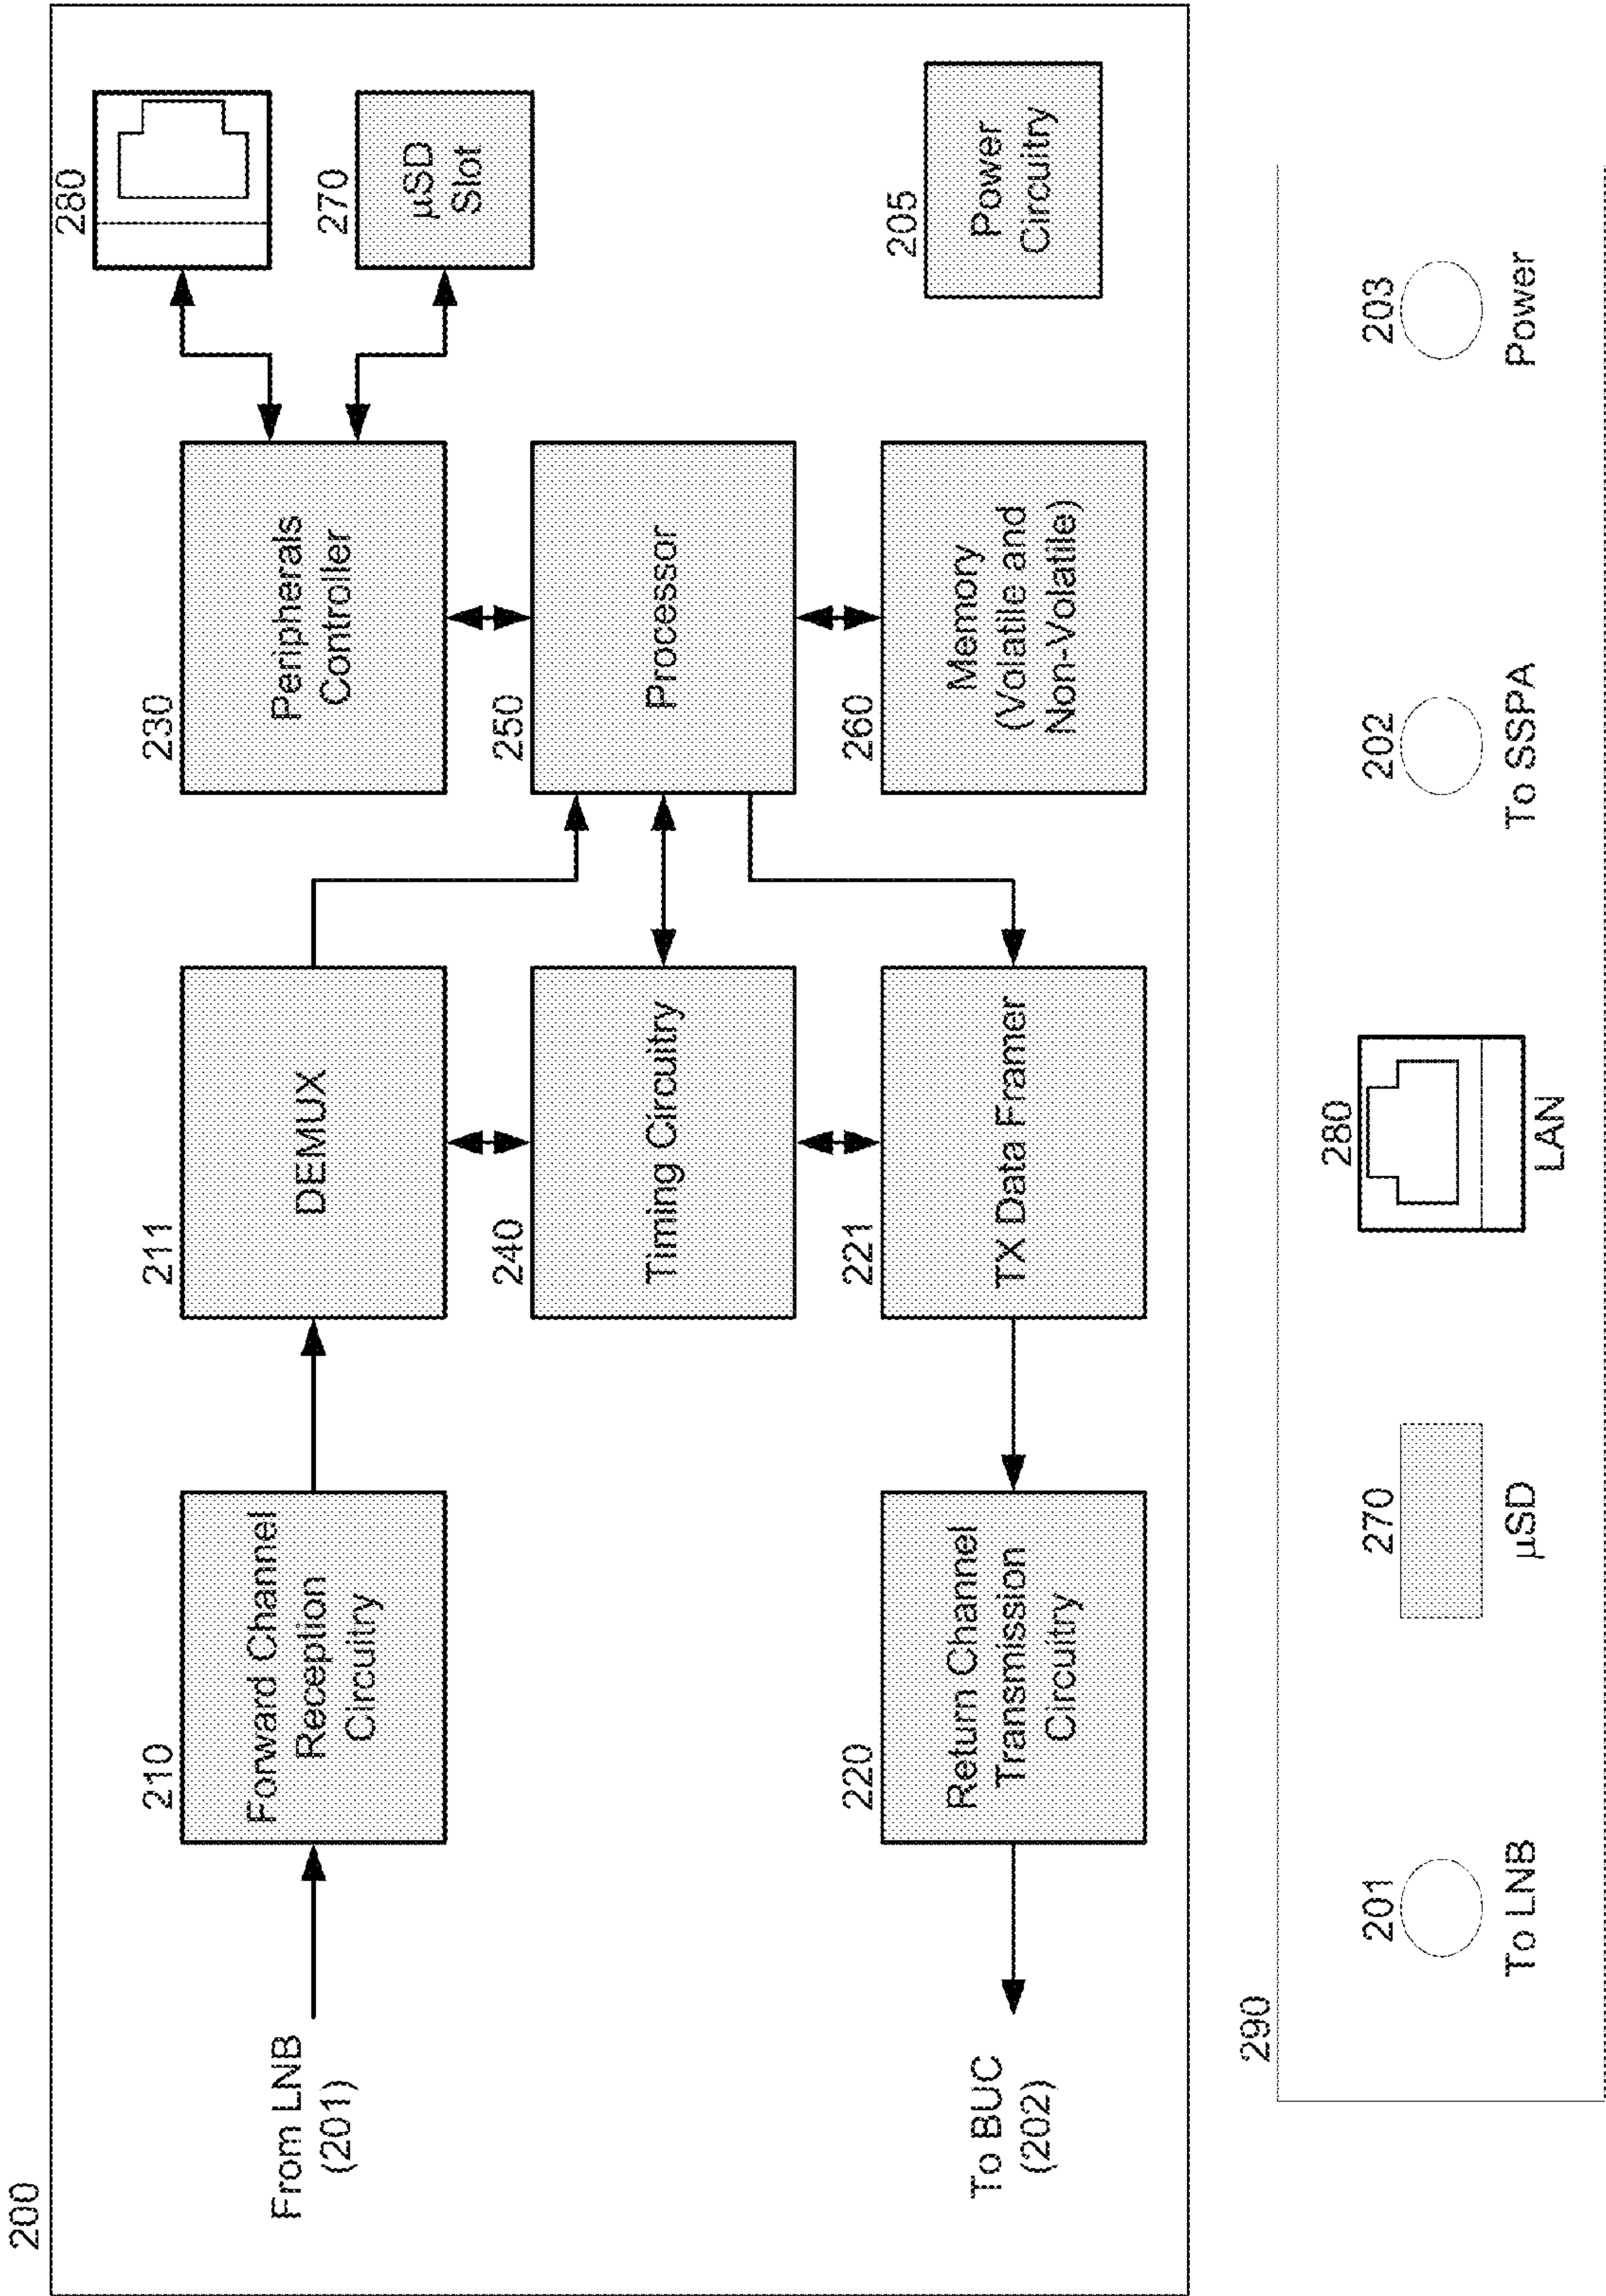 200
280
210
211
230
From LNB
(201)
Forward Channel
Reception
Circuitry
DEMUX
Peripherals
Controller
270
µSD
Slot
240
250
Timing Circuitry
Processor
220
221
260
205
To BUC
(202)
Return Channel
Transmission
Circuitry
TX Data Framer
Memory
(Volatile and
Non-Volatile)
Power
Circuitry
290
201
270
280
202
203
To LNB
µSD
LAN
To SSPA
Power